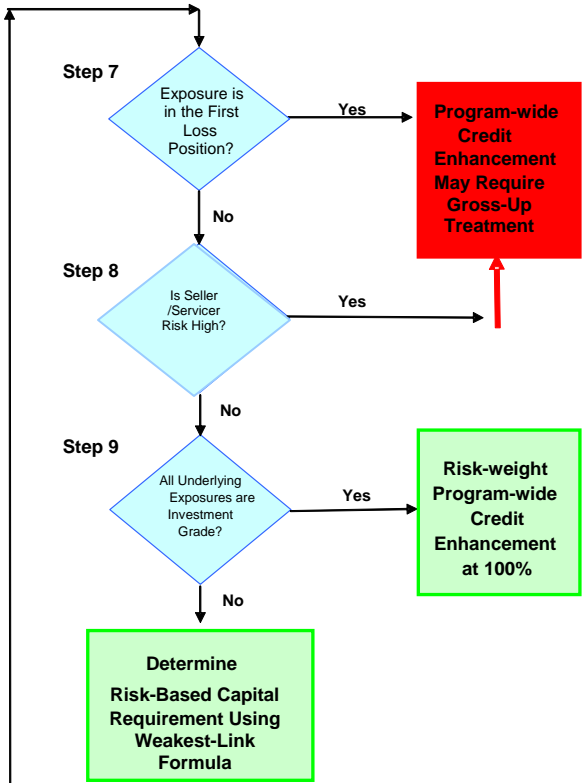 Step 7
Exposure is
in the First
Loss
Position?
Yes
Program-wide
Credit
Enhancement
May Require
Gross-Up
Treatment
No
Step 8
Is Seller
/Servicer
Risk High?
Yes
No
Step 9
All Underlying
Exposures are
Investment
Grade?
Yes
Risk-weight
Program-wide
Credit
Enhancement
at 100%
No
Determine
Risk-Based Capital
Requirement Using
Weakest-Link
Formula